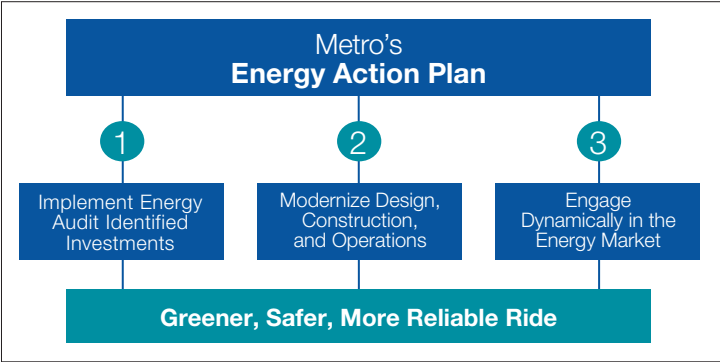 Metro’s
Energy Action Plan
1
2
3
Implement Energy
Audit Identified
Investments
Modernize Design,
Construction,
and Operations
Engage
Dynamically in the
Energy Market
Greener, Safer, More Reliable Ride